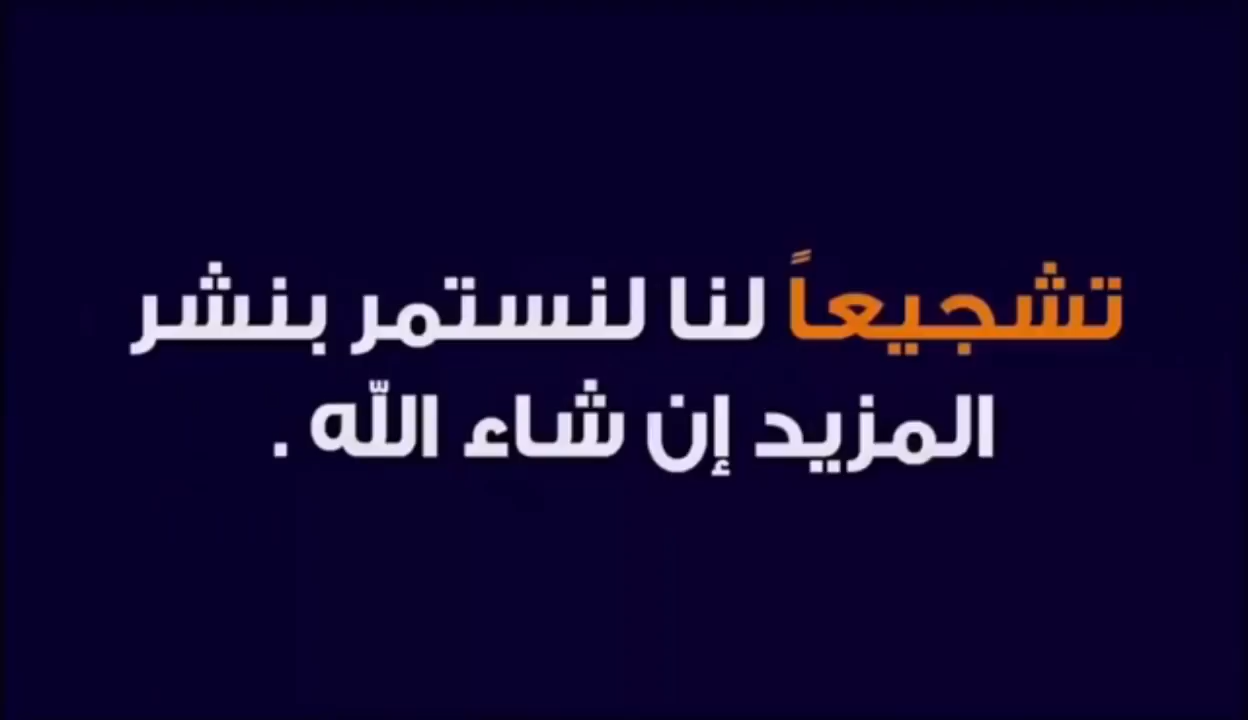 تشجيعاً لنا لنستمر بنشر
المزيد إن شاء اللّه .